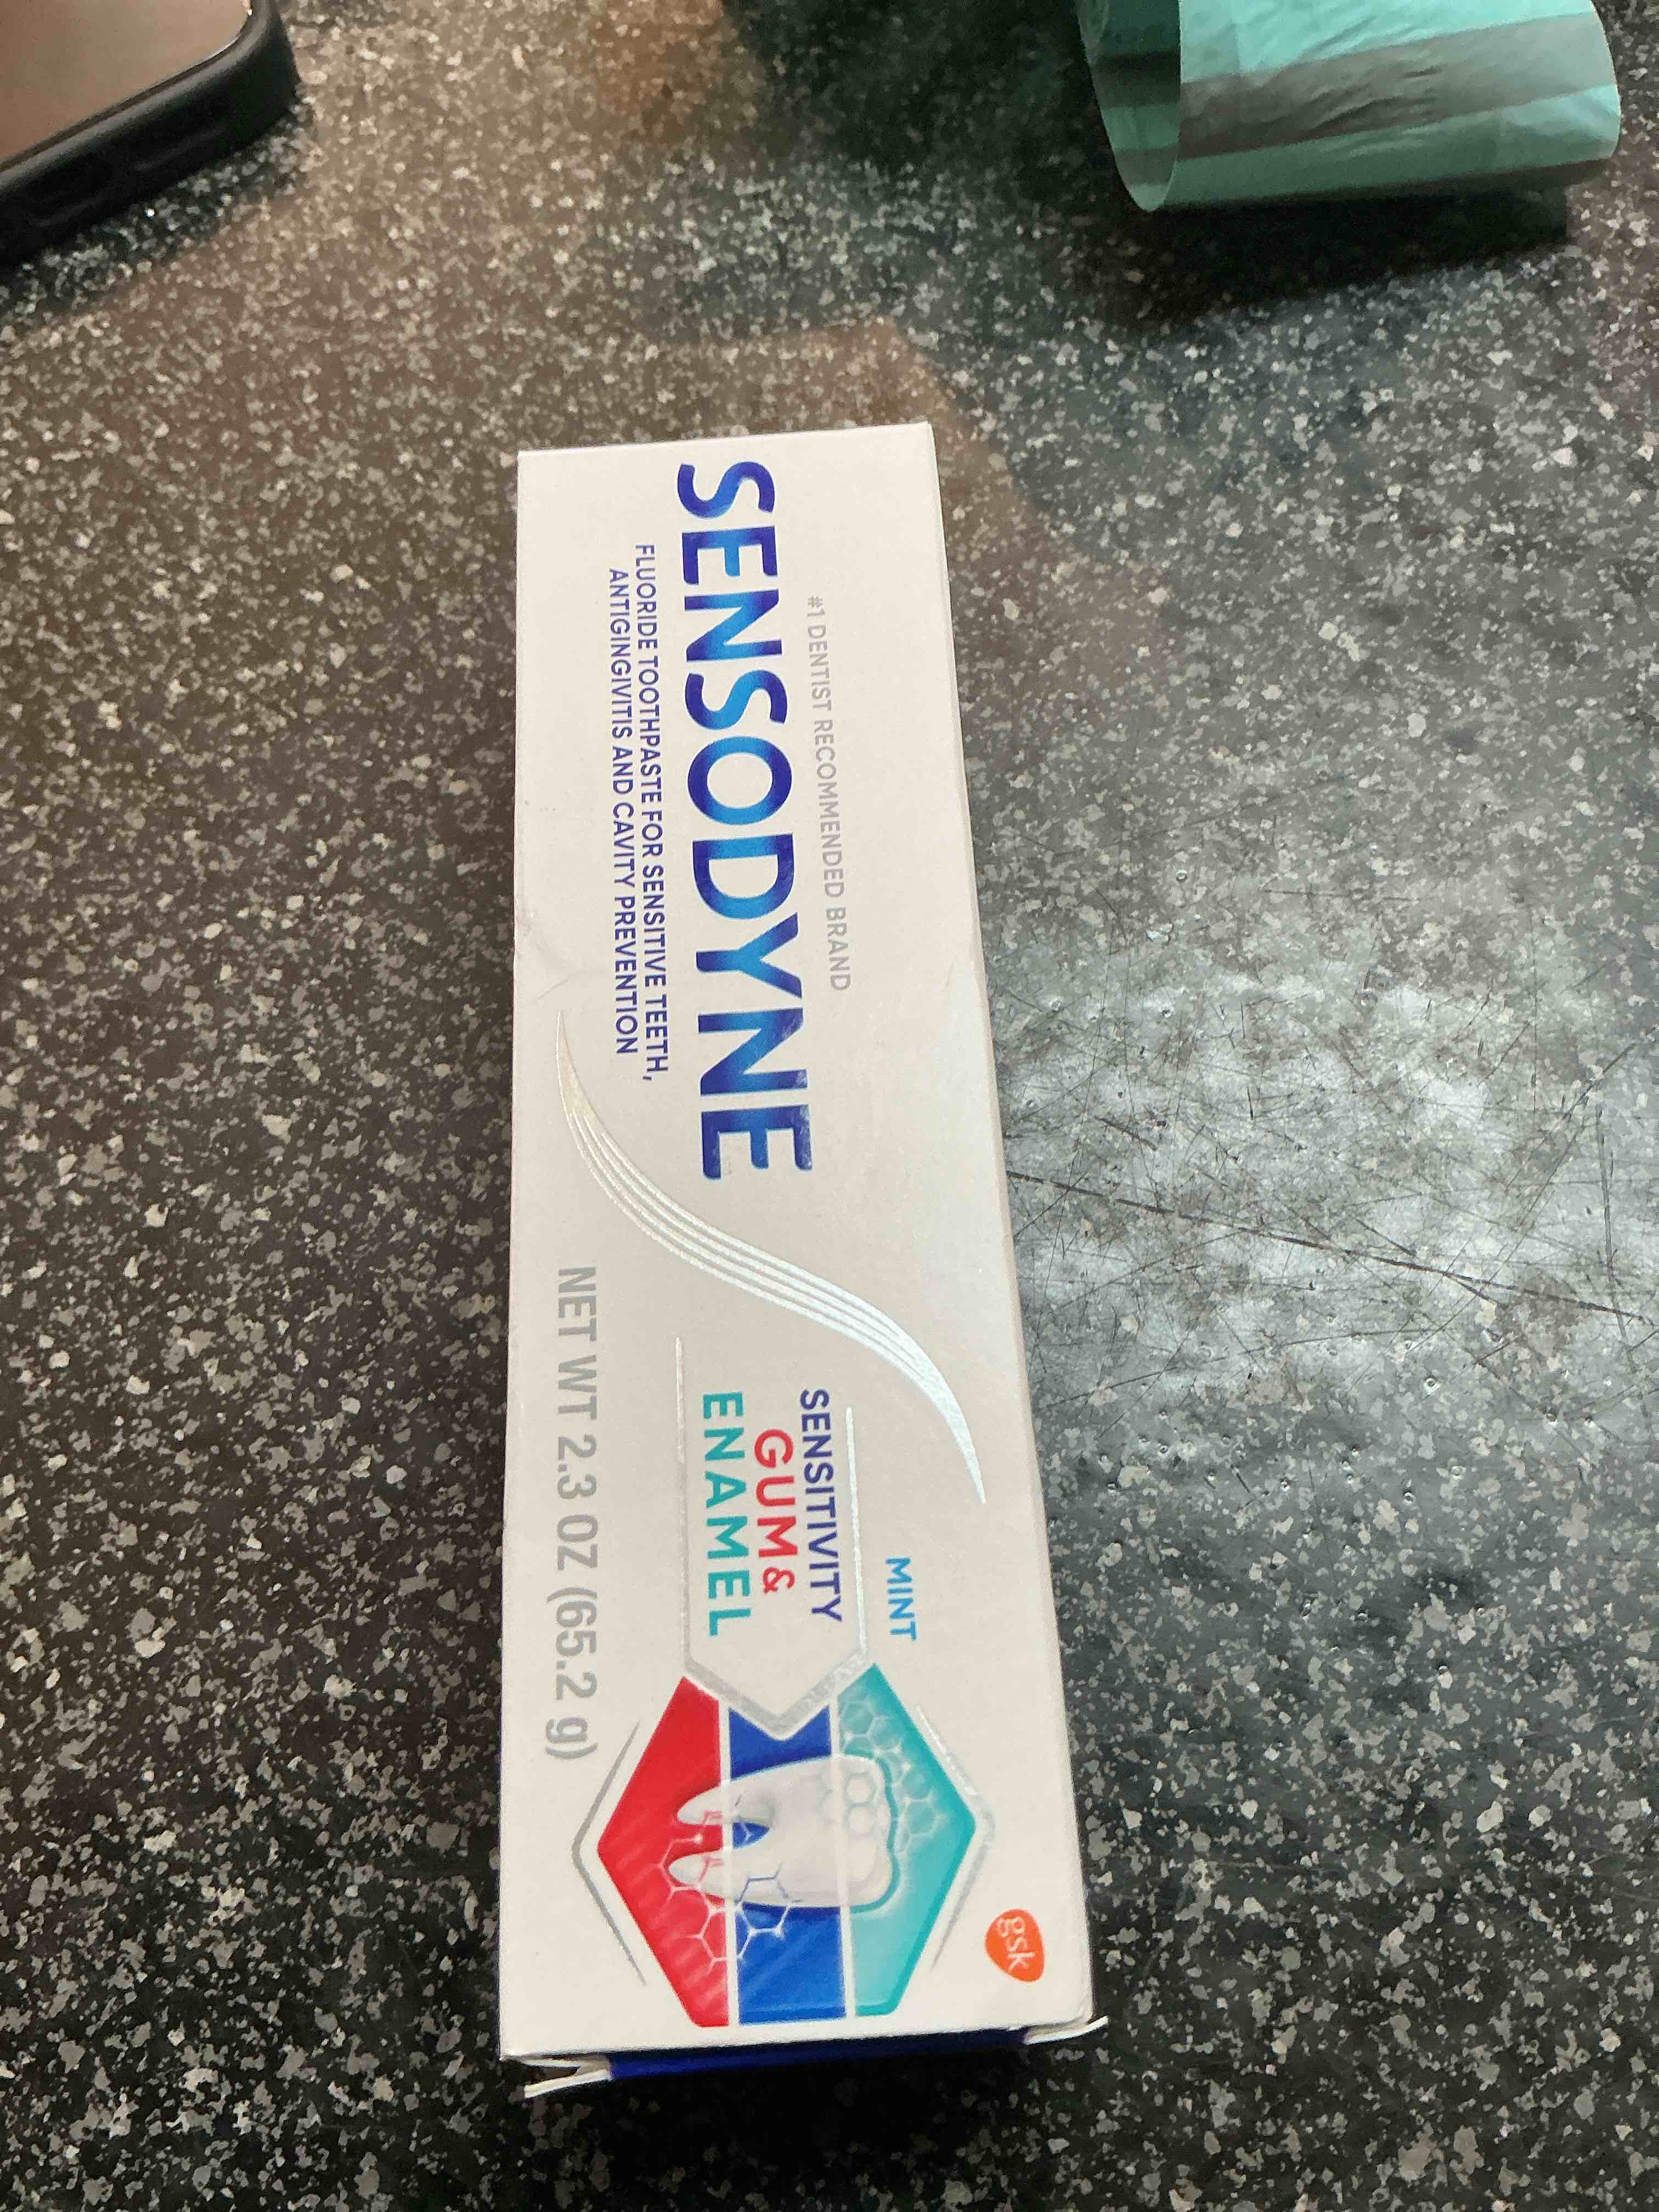 #1 DENTIST RECOMMENDED BRAND
SENSODYNE
FLUORIDE TOOTHPASTE FOR SENSITIVE TEETH,
ANTIGINGIVITIS AND CAVITY PREVENTION
MINT
SENSITIVITY
GUM &
ENAMEL
NET WT 2.3 OZ (65.2 g)
gsk